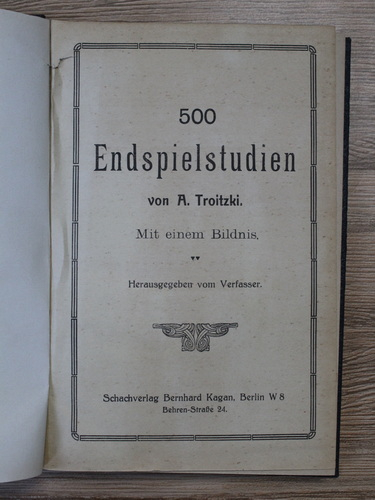 500
Endspielstudien
von A. Troitzki.
Mit einem Bildnis.
Herausgegeben vom Verfasser.
Schachverlag Bernhard Kagan, Berlin W 8
Behren-Straße 24.